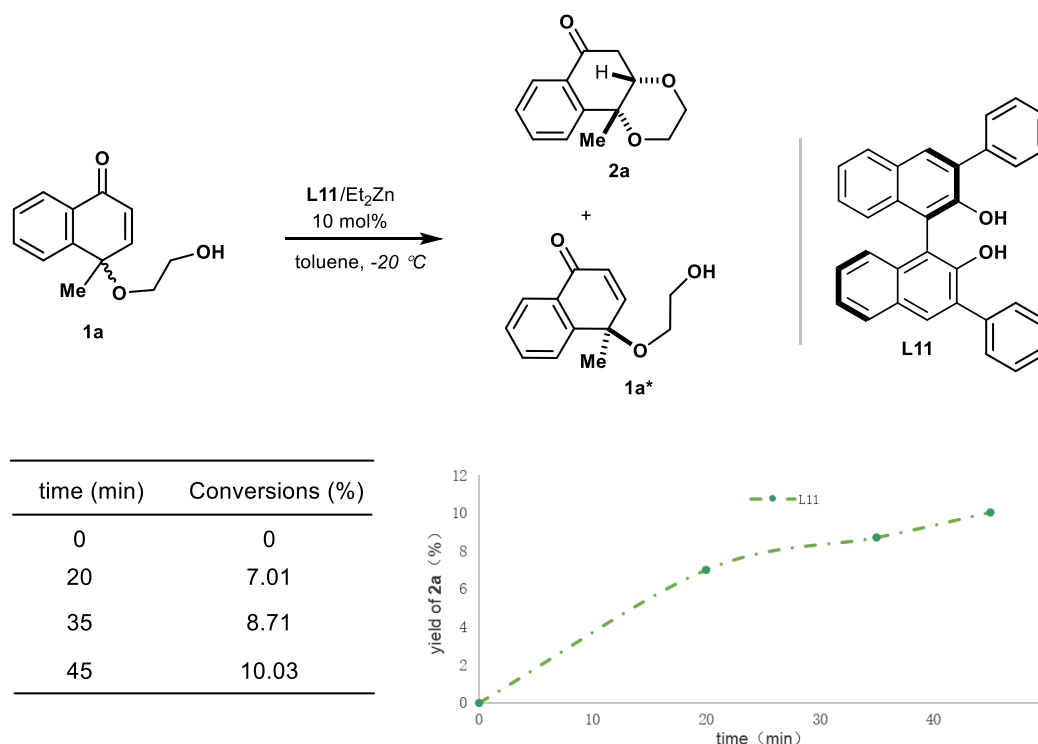 O
H
O
Me
O
2a
+
O
OH
Me
O
1a
L11/Et₂Zn
10 mol%
toluene, -20 °C
O
OH
Me
O
1a*
OH
OH
L11
time (min) Conversions (%)
0 0
20 7.01
35 8.71
45 10.03
12
10
8
6
4
2
0
yield of 2a（%）
L11
0 10 20 30 40
time（min）